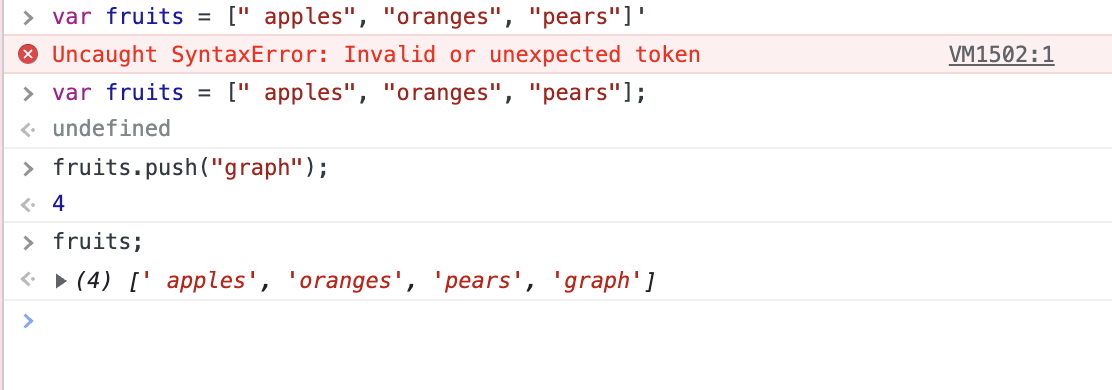 > var fruits = [" apples", "oranges", "pears"]'
Uncaught SyntaxError: Invalid or unexpected token VM1502:1
> var fruits = [" apples", "oranges", "pears"];
undefined
> fruits.push("graph");
4
> fruits;
(4) [' apples', 'oranges', 'pears', 'graph']
>